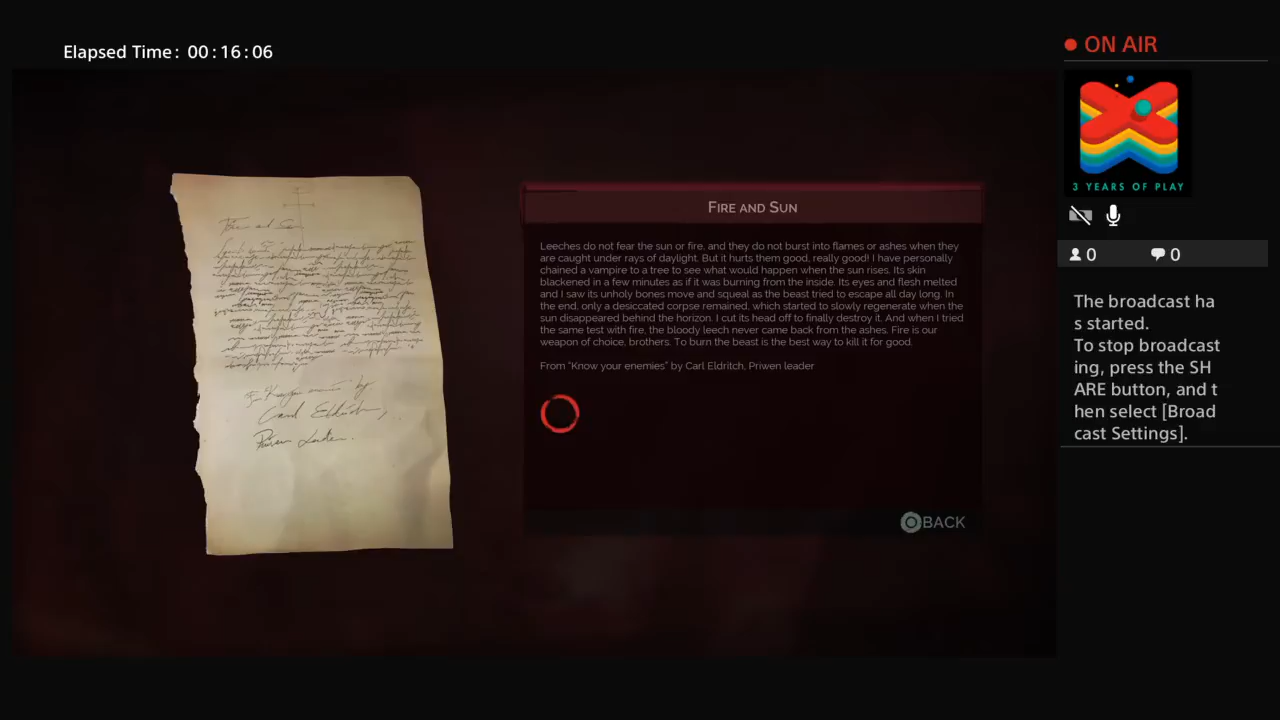 Elapsed Time: 00:16:06
ON AIR
3 YEARS OF PLAY
0
0
The broadcast ha
s started.
To stop broadcast
ing, press the SH
ARE button, and t
hen select [Broad
cast Settings].
Fire and Sun
Carl Eldritch,
Priwen Leader.
FIRE AND SUN
Leeches do not fear the sun or fire, and they do not burst into flames or ashes when they
are caught under rays of daylight. But it hurts them good, really good! I have personally
chained a vampire to a tree to see what would happen when the sun rises. Its skin
blackened in a few minutes as if it was burning from the inside. Its eyes and flesh melted
and I saw its unholy bones move and squeal as the beast tried to escape all day long. In
the end, only a desiccated corpse remained, which started to slowly regenerate when the
sun disappeared behind the horizon. I cut its head off to finally destroy it. And when I tried
the same test with fire, the bloody leech never came back from the ashes. Fire is our
weapon of choice, brothers. To burn the beast is the best way to kill it for good.
From “Know your enemies” by Carl Eldritch, Priwen leader
BACK